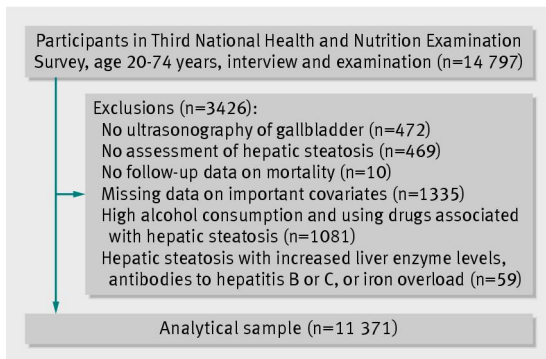 Participants in Third National Health and Nutrition Examination
Survey, age 20-74 years, interview and examination (n=14 797)
Exclusions (n=3426):
No ultrasonography of gallbladder (n=472)
No assessment of hepatic steatosis (n=469)
No follow-up data on mortality (n=10)
Missing data on important covariates (n=1335)
High alcohol consumption and using drugs associated
with hepatic steatosis (n=1081)
Hepatic steatosis with increased liver enzyme levels,
antibodies to hepatitis B or C, or iron overload (n=59)
Analytical sample (n=11 371)